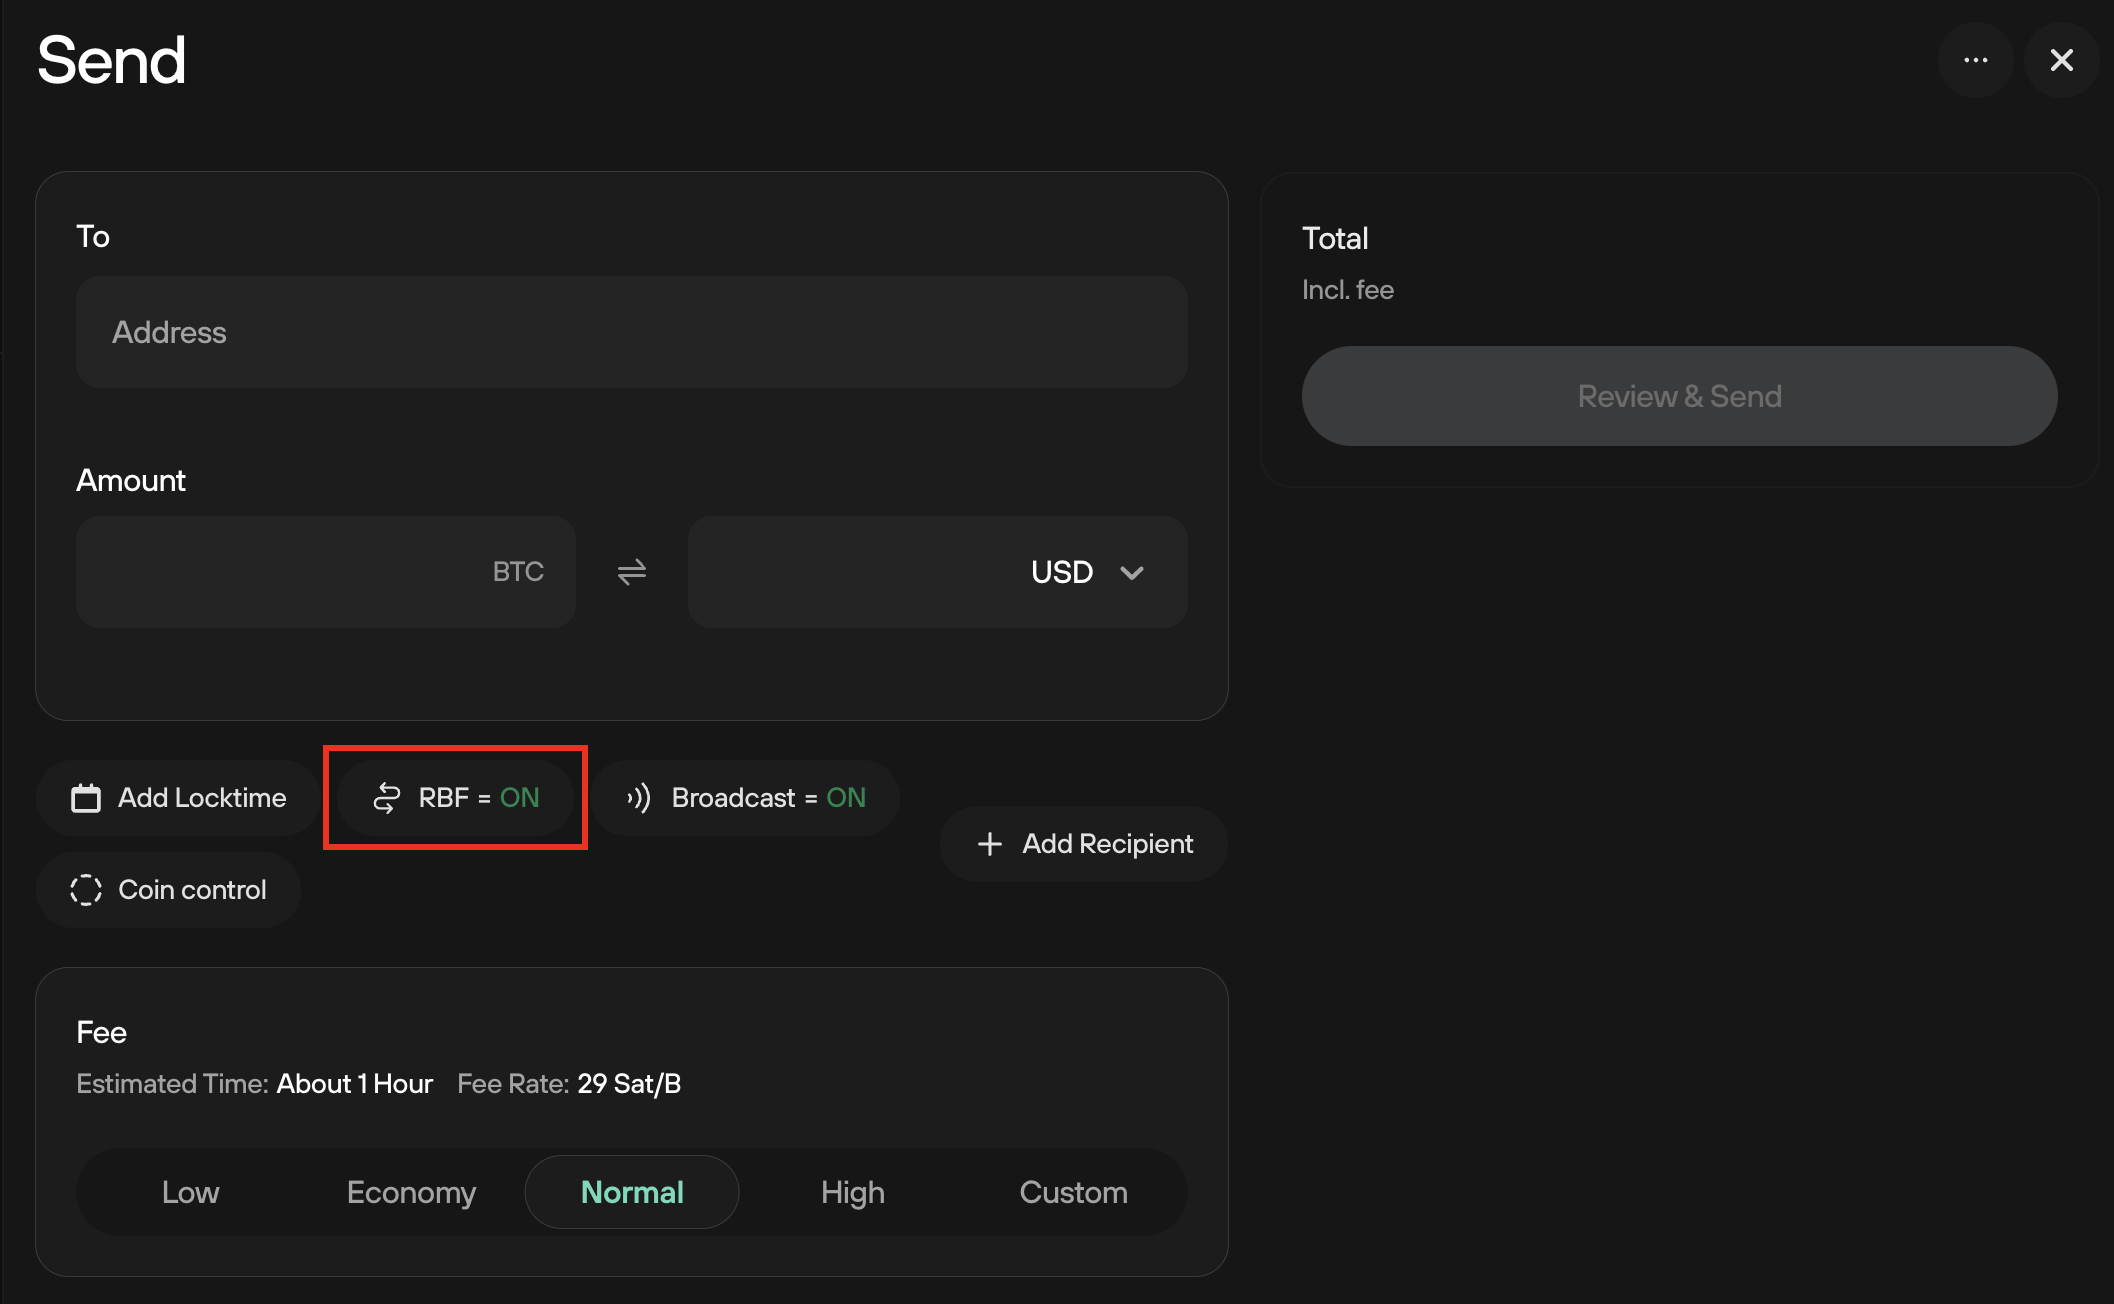 Send
To
Address
Amount
BTC
USD
Add Locktime
RBF = ON
Broadcast = ON
Add Recipient
Coin control
Fee
Estimated Time: About 1 Hour Fee Rate: 29 Sat/B
Low
Economy
Normal
High
Custom
Total
Incl. fee
Review & Send